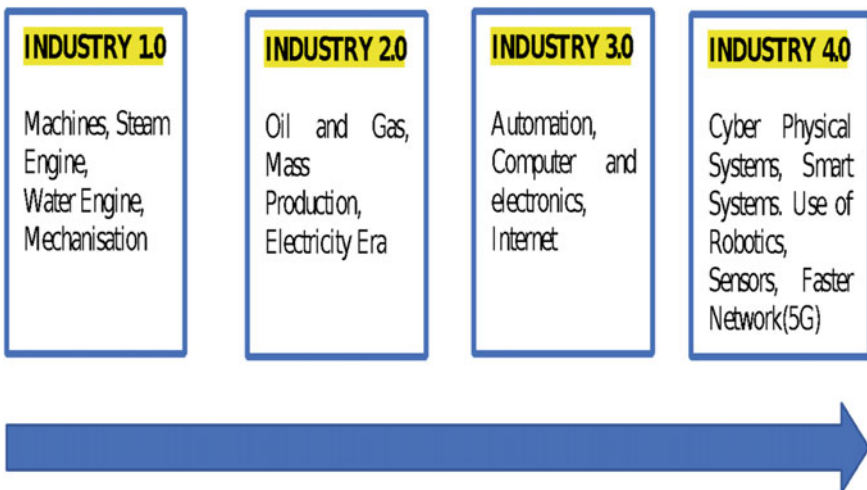 INDUSTRY 1.0
Machines, Steam
Engine,
Water Engine,
Mechanisation
INDUSTRY 2.0
Oil and Gas,
Mass
Production,
Electricity Era
INDUSTRY 3.0
Automation,
Computer and
electronics,
Internet
INDUSTRY 4.0
Cyber Physical
Systems, Smart
Systems. Use of
Robotics,
Sensors, Faster
Network(5G)